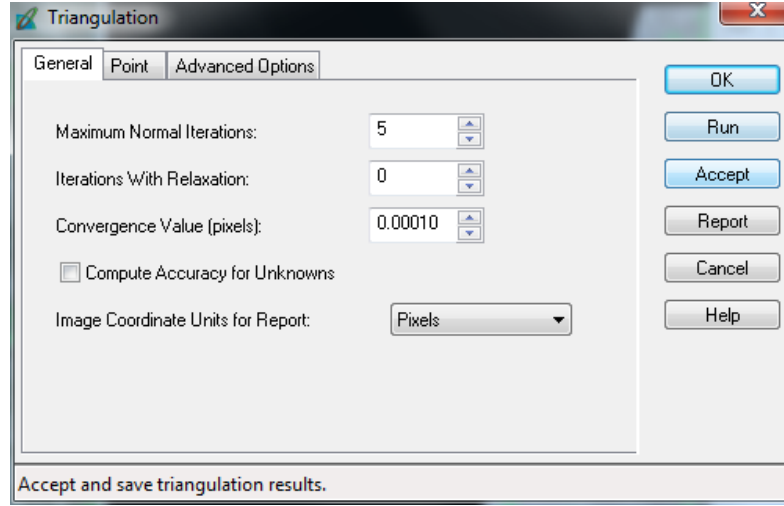 Triangulation
X
General Point Advanced Options
Maximum Normal Iterations: 5
Iterations With Relaxation: 0
Convergence Value (pixels): 0.00010
Compute Accuracy for Unknowns
Image Coordinate Units for Report: Pixels
OK
Run
Accept
Report
Cancel
Help
Accept and save triangulation results.